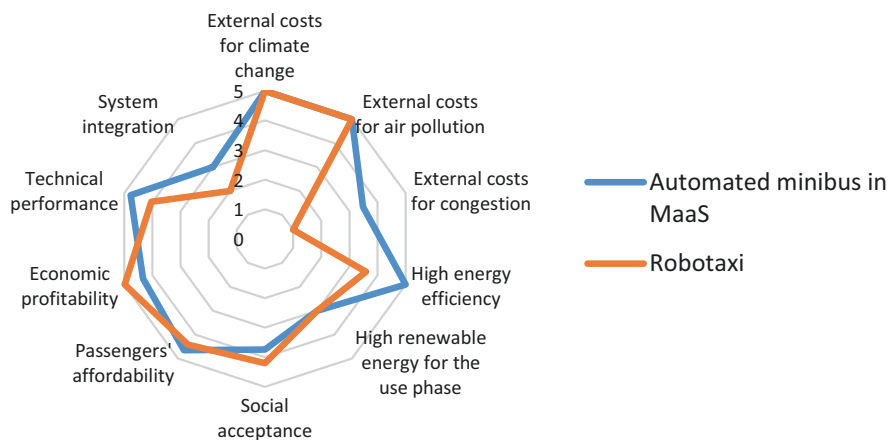 External costs
for climate
change
External costs
for air pollution
External costs
for congestion
High energy
efficiency
High renewable
energy for the
use phase
Social
acceptance
Passengers'
affordability
Economic
profitability
Technical
performance
System
integration
5
4
3
2
1
0
Automated minibus in
MaaS
Robotaxi